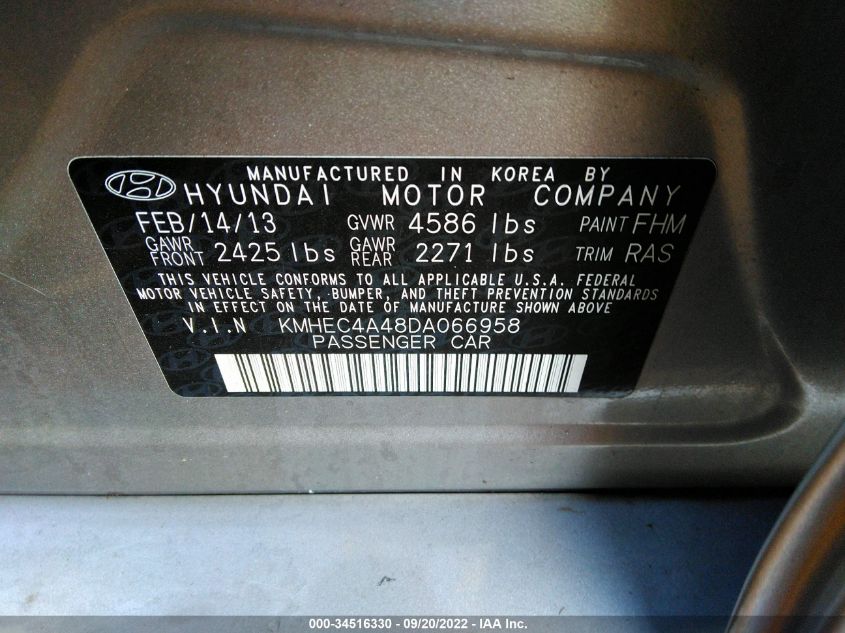 MANUFACTURED IN KOREA BY
HYUNDAI MOTOR COMPANY
FEB/14/13 GVWR 4586 lbs PAINT FHM
GAWR FRONT 2425 lbs GAWR REAR 2271 lbs TRIM RAS
THIS VEHICLE CONFORMS TO ALL APPLICABLE U.S.A. FEDERAL
MOTOR VEHICLE SAFETY, BUMPER, AND THEFT PREVENTION STANDARDS
IN EFFECT ON THE DATE OF MANUFACTURE SHOWN ABOVE
V.I.N KMHEC4A48DA066958
PASSENGER CAR
000-34516330 - 09/20/2022 - IAA Inc.